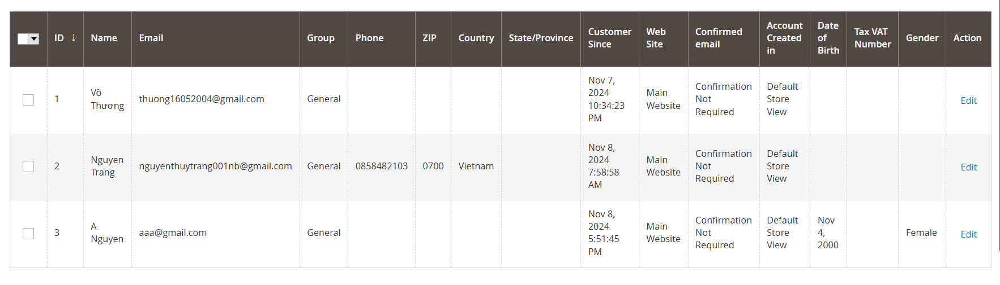 ID ↓ Name Email Group Phone ZIP Country State/Province Customer Since Web Site Confirmed email Account Created in Date of Birth Tax VAT Number Gender Action
1 Võ Thương thuong16052004@gmail.com General Nov 7, 2024 10:34:23 PM Main Website Confirmation Not Required Default Store View Edit
2 Nguyen Trang nguyenthuytrang001nb@gmail.com General 0858482103 0700 Vietnam Nov 8, 2024 7:58:58 AM Main Website Confirmation Not Required Default Store View Edit
3 A Nguyen aaa@gmail.com General Nov 8, 2024 5:51:45 PM Main Website Confirmation Not Required Default Store View Nov 4, 2000 Female Edit